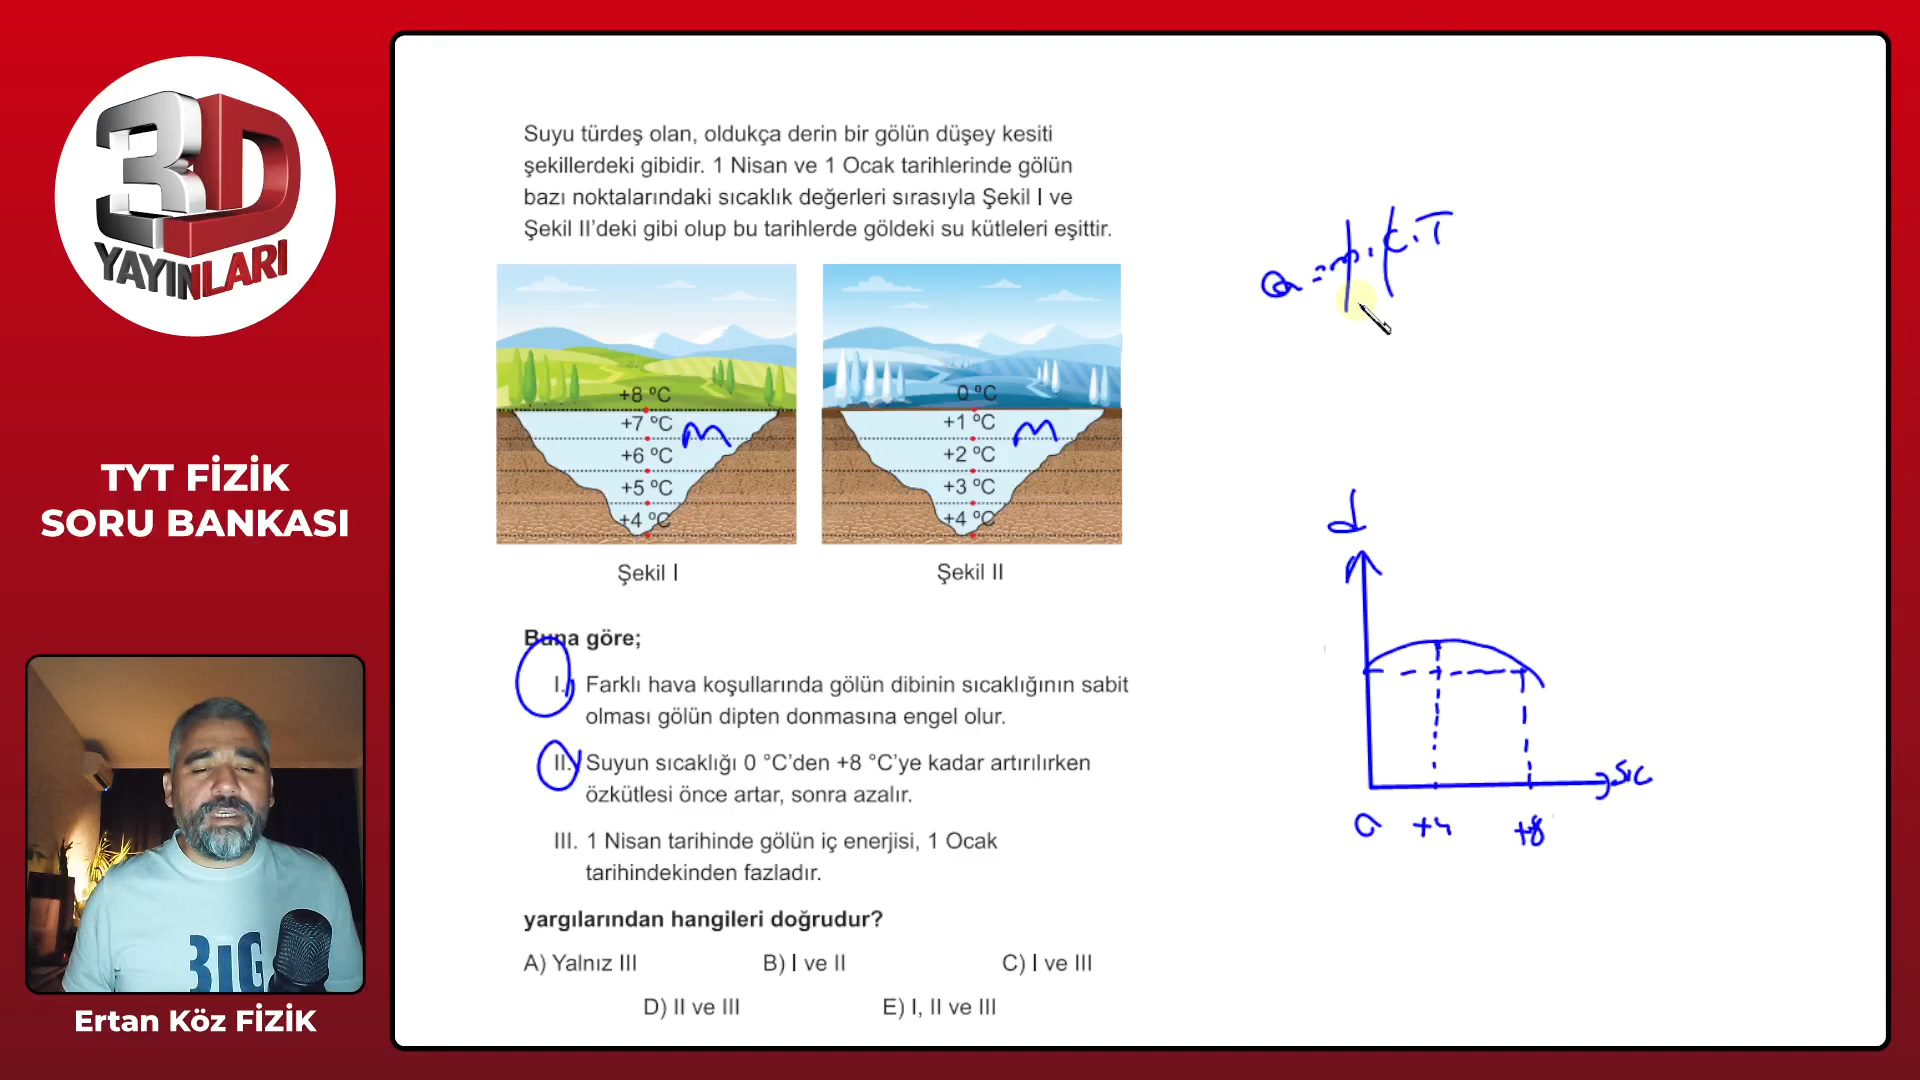 3D
YAYINLARI
TYT FİZİK
SORU BANKASI
BIG
Ertan Köz FİZİK
Suyu türdeş olan, oldukça derin bir gölün düşey kesiti
şekillerdeki gibidir. 1 Nisan ve 1 Ocak tarihlerinde gölün
bazı noktalarındaki sıcaklık değerleri sırasıyla Şekil I ve
Şekil II'deki gibi olup bu tarihlerde göldeki su kütleleri eşittir.
+8 °C
+7 °C m
+6 °C
+5 °C
+4 °C
Şekil I
0 °C
+1 °C m
+2 °C
+3 °C
+4 °C
Şekil II
Buna göre;
I. Farklı hava koşullarında gölün dibinin sıcaklığının sabit
olması gölün dipten donmasına engel olur.
II. Suyun sıcaklığı 0 °C'den +8 °C'ye kadar artırılırken
özkütlesi önce artar, sonra azalır.
III. 1 Nisan tarihinde gölün iç enerjisi, 1 Ocak
tarihindekinden fazladır.
yargılarından hangileri doğrudur?
A) Yalnız III B) I ve II C) I ve III
D) II ve III E) I, II ve III
Q = m . c . T
d
sıc
0 +4 +8